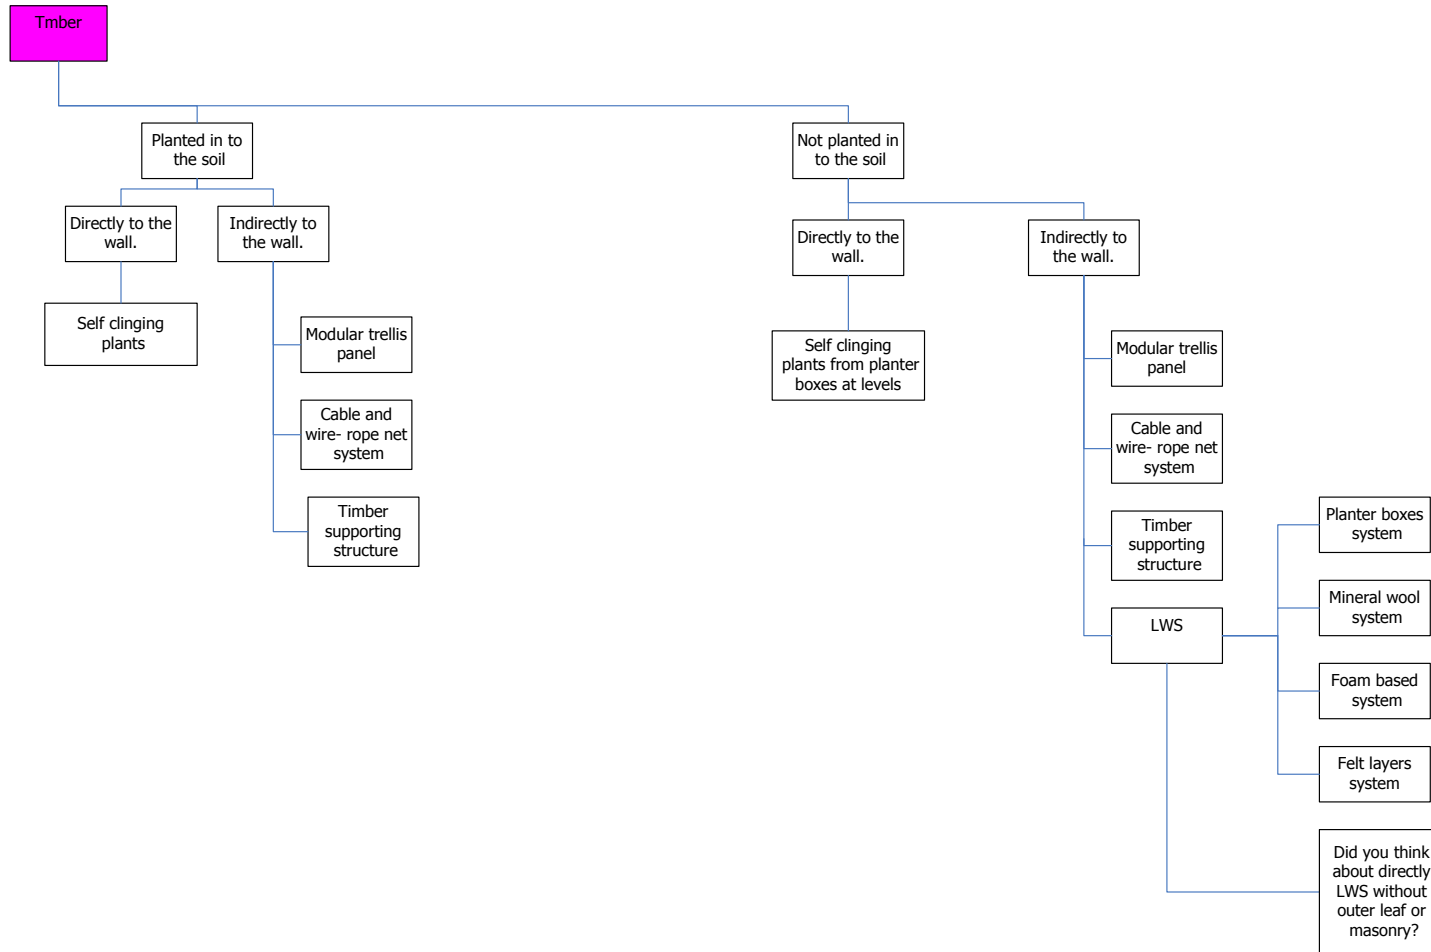 Tmber
Planted in to
the soil
Not planted in
to the soil
Directly to the
wall.
Indirectly to
the wall.
Directly to the
wall.
Indirectly to
the wall.
Self clinging
plants
Modular trellis
panel
Cable and
wire- rope net
system
Timber
supporting
structure
Self clinging
plants from planter
boxes at levels
Modular trellis
panel
Cable and
wire- rope net
system
Timber
supporting
structure
LWS
Planter boxes
system
Mineral wool
system
Foam based
system
Felt layers
system
Did you think
about directly
LWS without
outer leaf or
masonry?